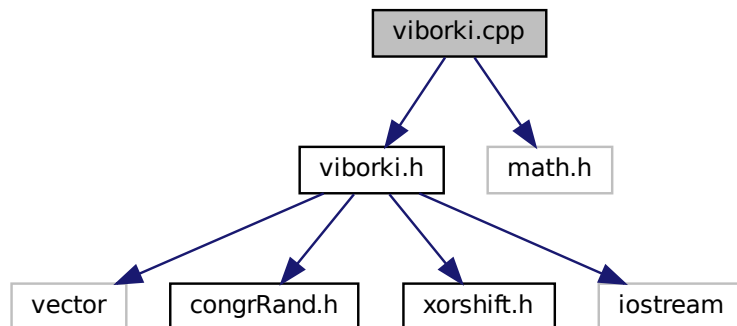 viborki.cpp
viborki.h
math.h
vector
congrRand.h
xorshift.h
iostream